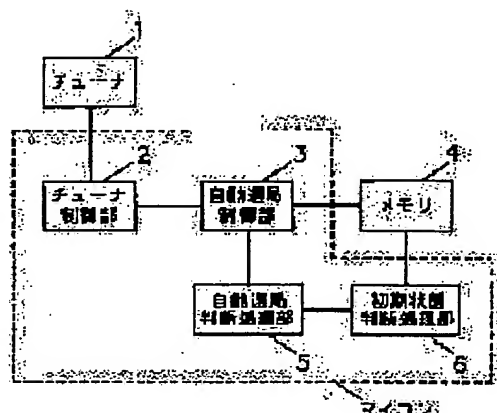 1
チューナ
2
チューナ
制御部
3
自動選局
制御部
4
メモリ
自動選局
判断処理部
5
初期状態
判断処理部
6
マイコン